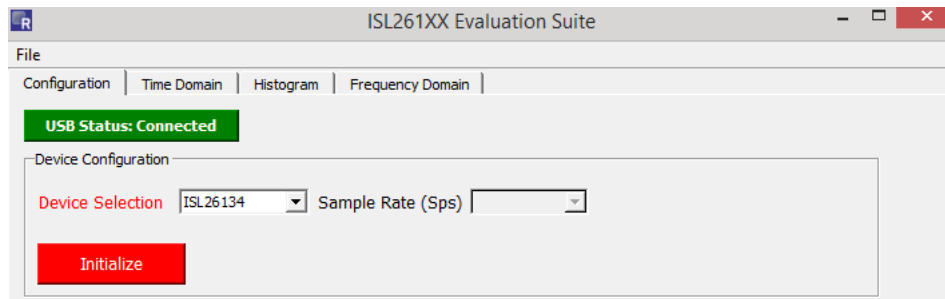 R ISL261XX Evaluation Suite
File
Configuration Time Domain Histogram Frequency Domain
USB Status: Connected
Device Configuration
Device Selection ISL26134 Sample Rate (Sps)
Initialize